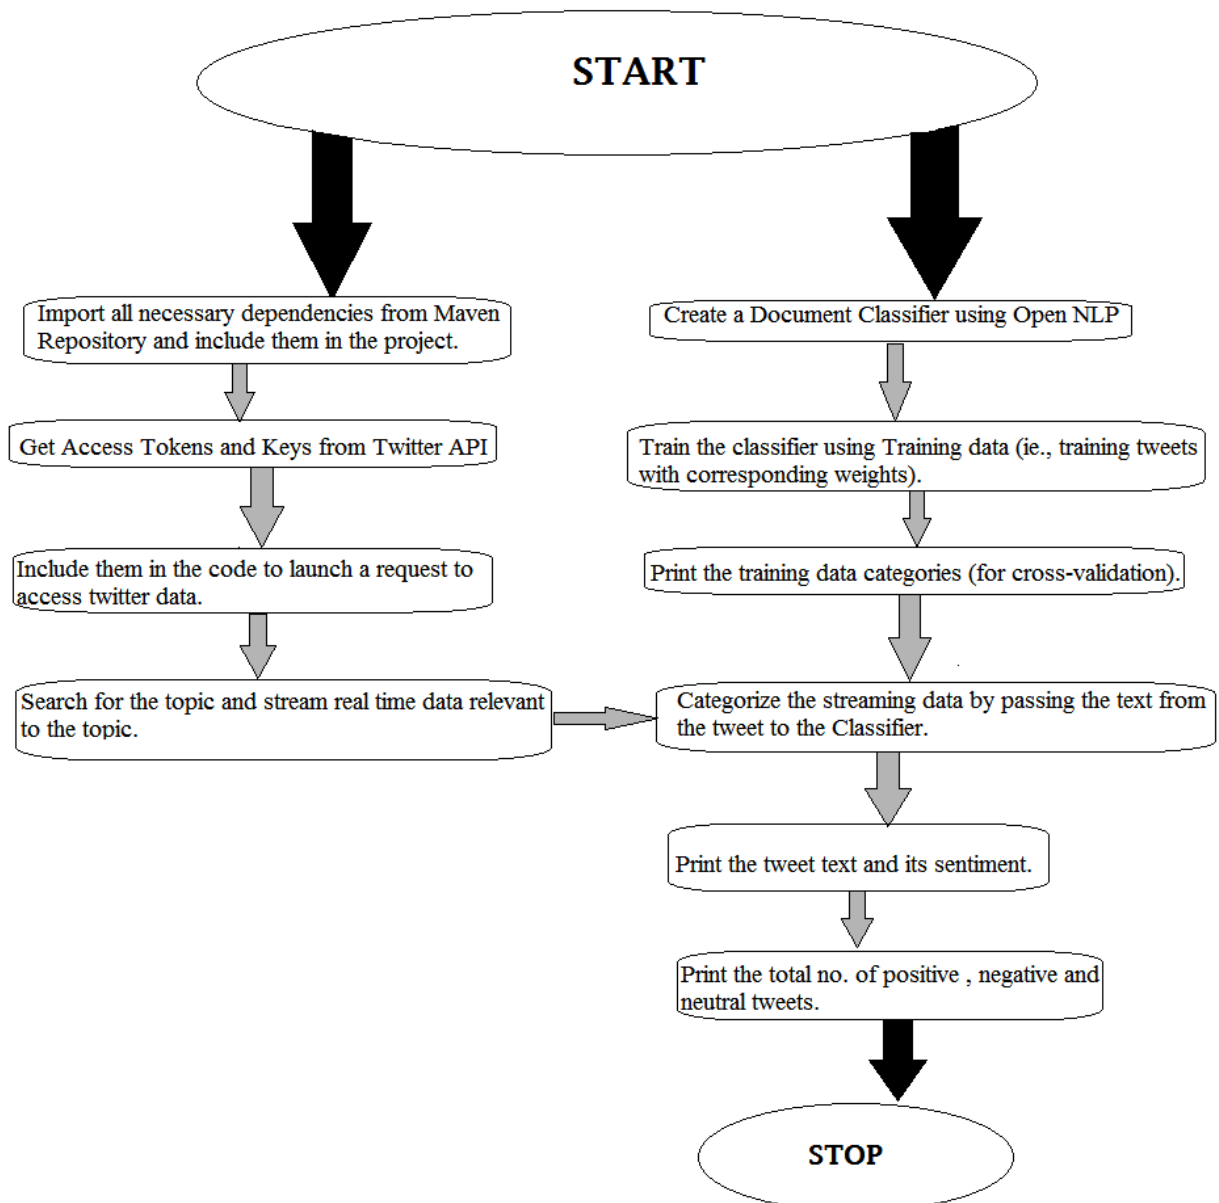 START
Import all necessary dependencies from Maven
Repository and include them in the project.
Get Access Tokens and Keys from Twitter API
Include them in the code to launch a request to
access twitter data.
Search for the topic and stream real time data relevant
to the topic.
Create a Document Classifier using Open NLP
Train the classifier using Training data (ie., training tweets
with corresponding weights).
Print the training data categories (for cross-validation).
Categorize the streaming data by passing the text from
the tweet to the Classifier.
Print the tweet text and its sentiment.
Print the total no. of positive , negative and
neutral tweets.
STOP